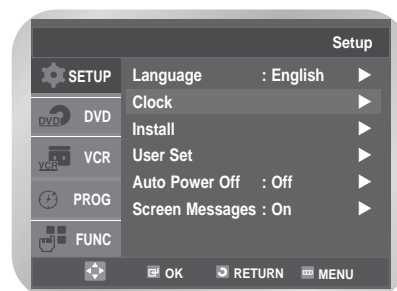 Setup
SETUP
DVD
DVD
VCR
VCR
PROG
FUNC
Language : English
Clock
Install
User Set
Auto Power Off : Off
Screen Messages : On
OK RETURN MENU